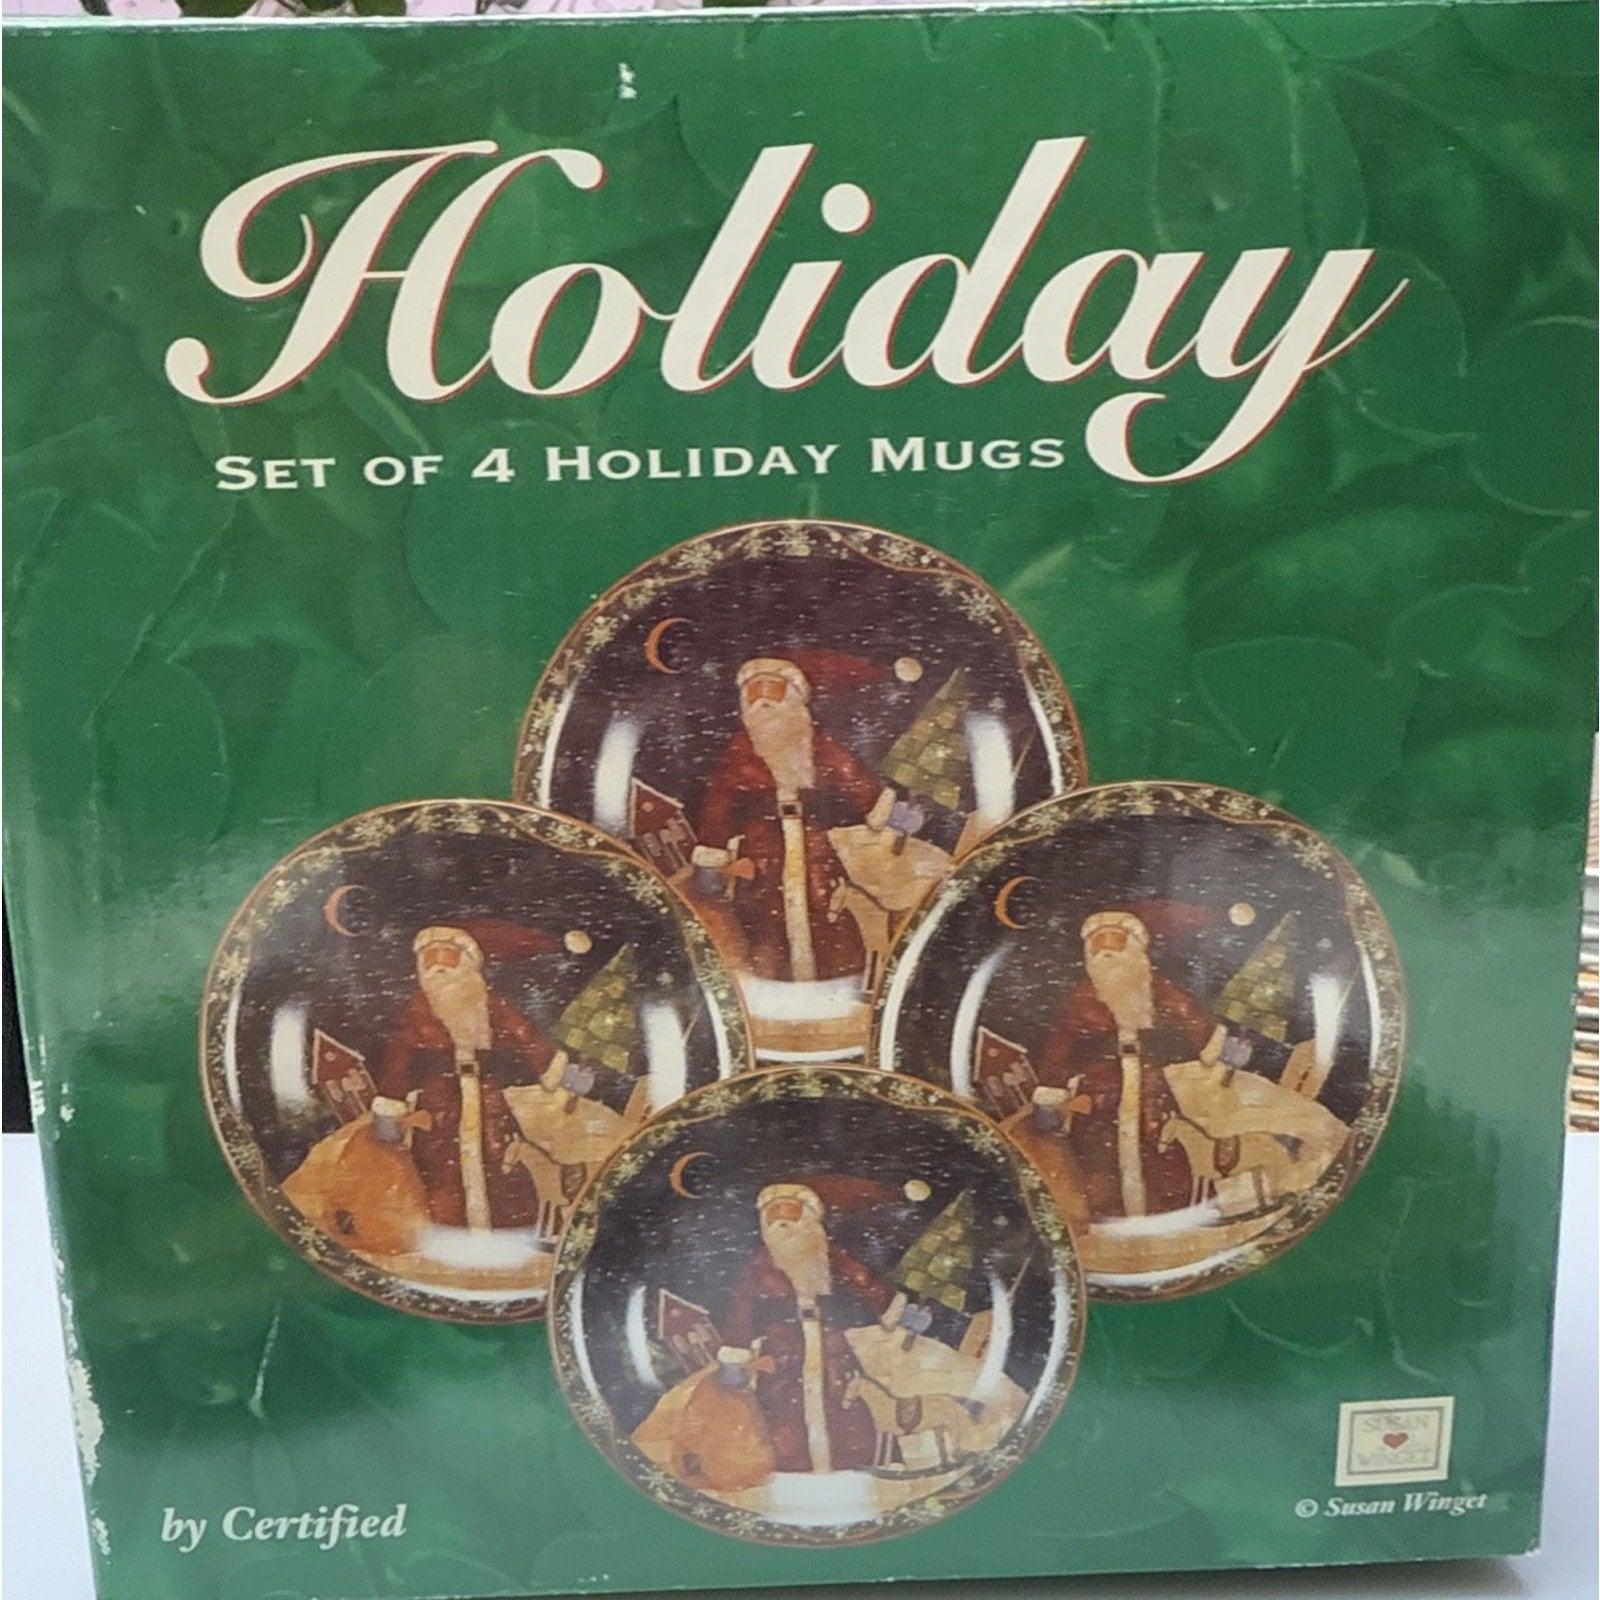 Holiday
SET OF 4 HOLIDAY MUGS
SUSAN
WINGET
by Certified
© Susan Winget